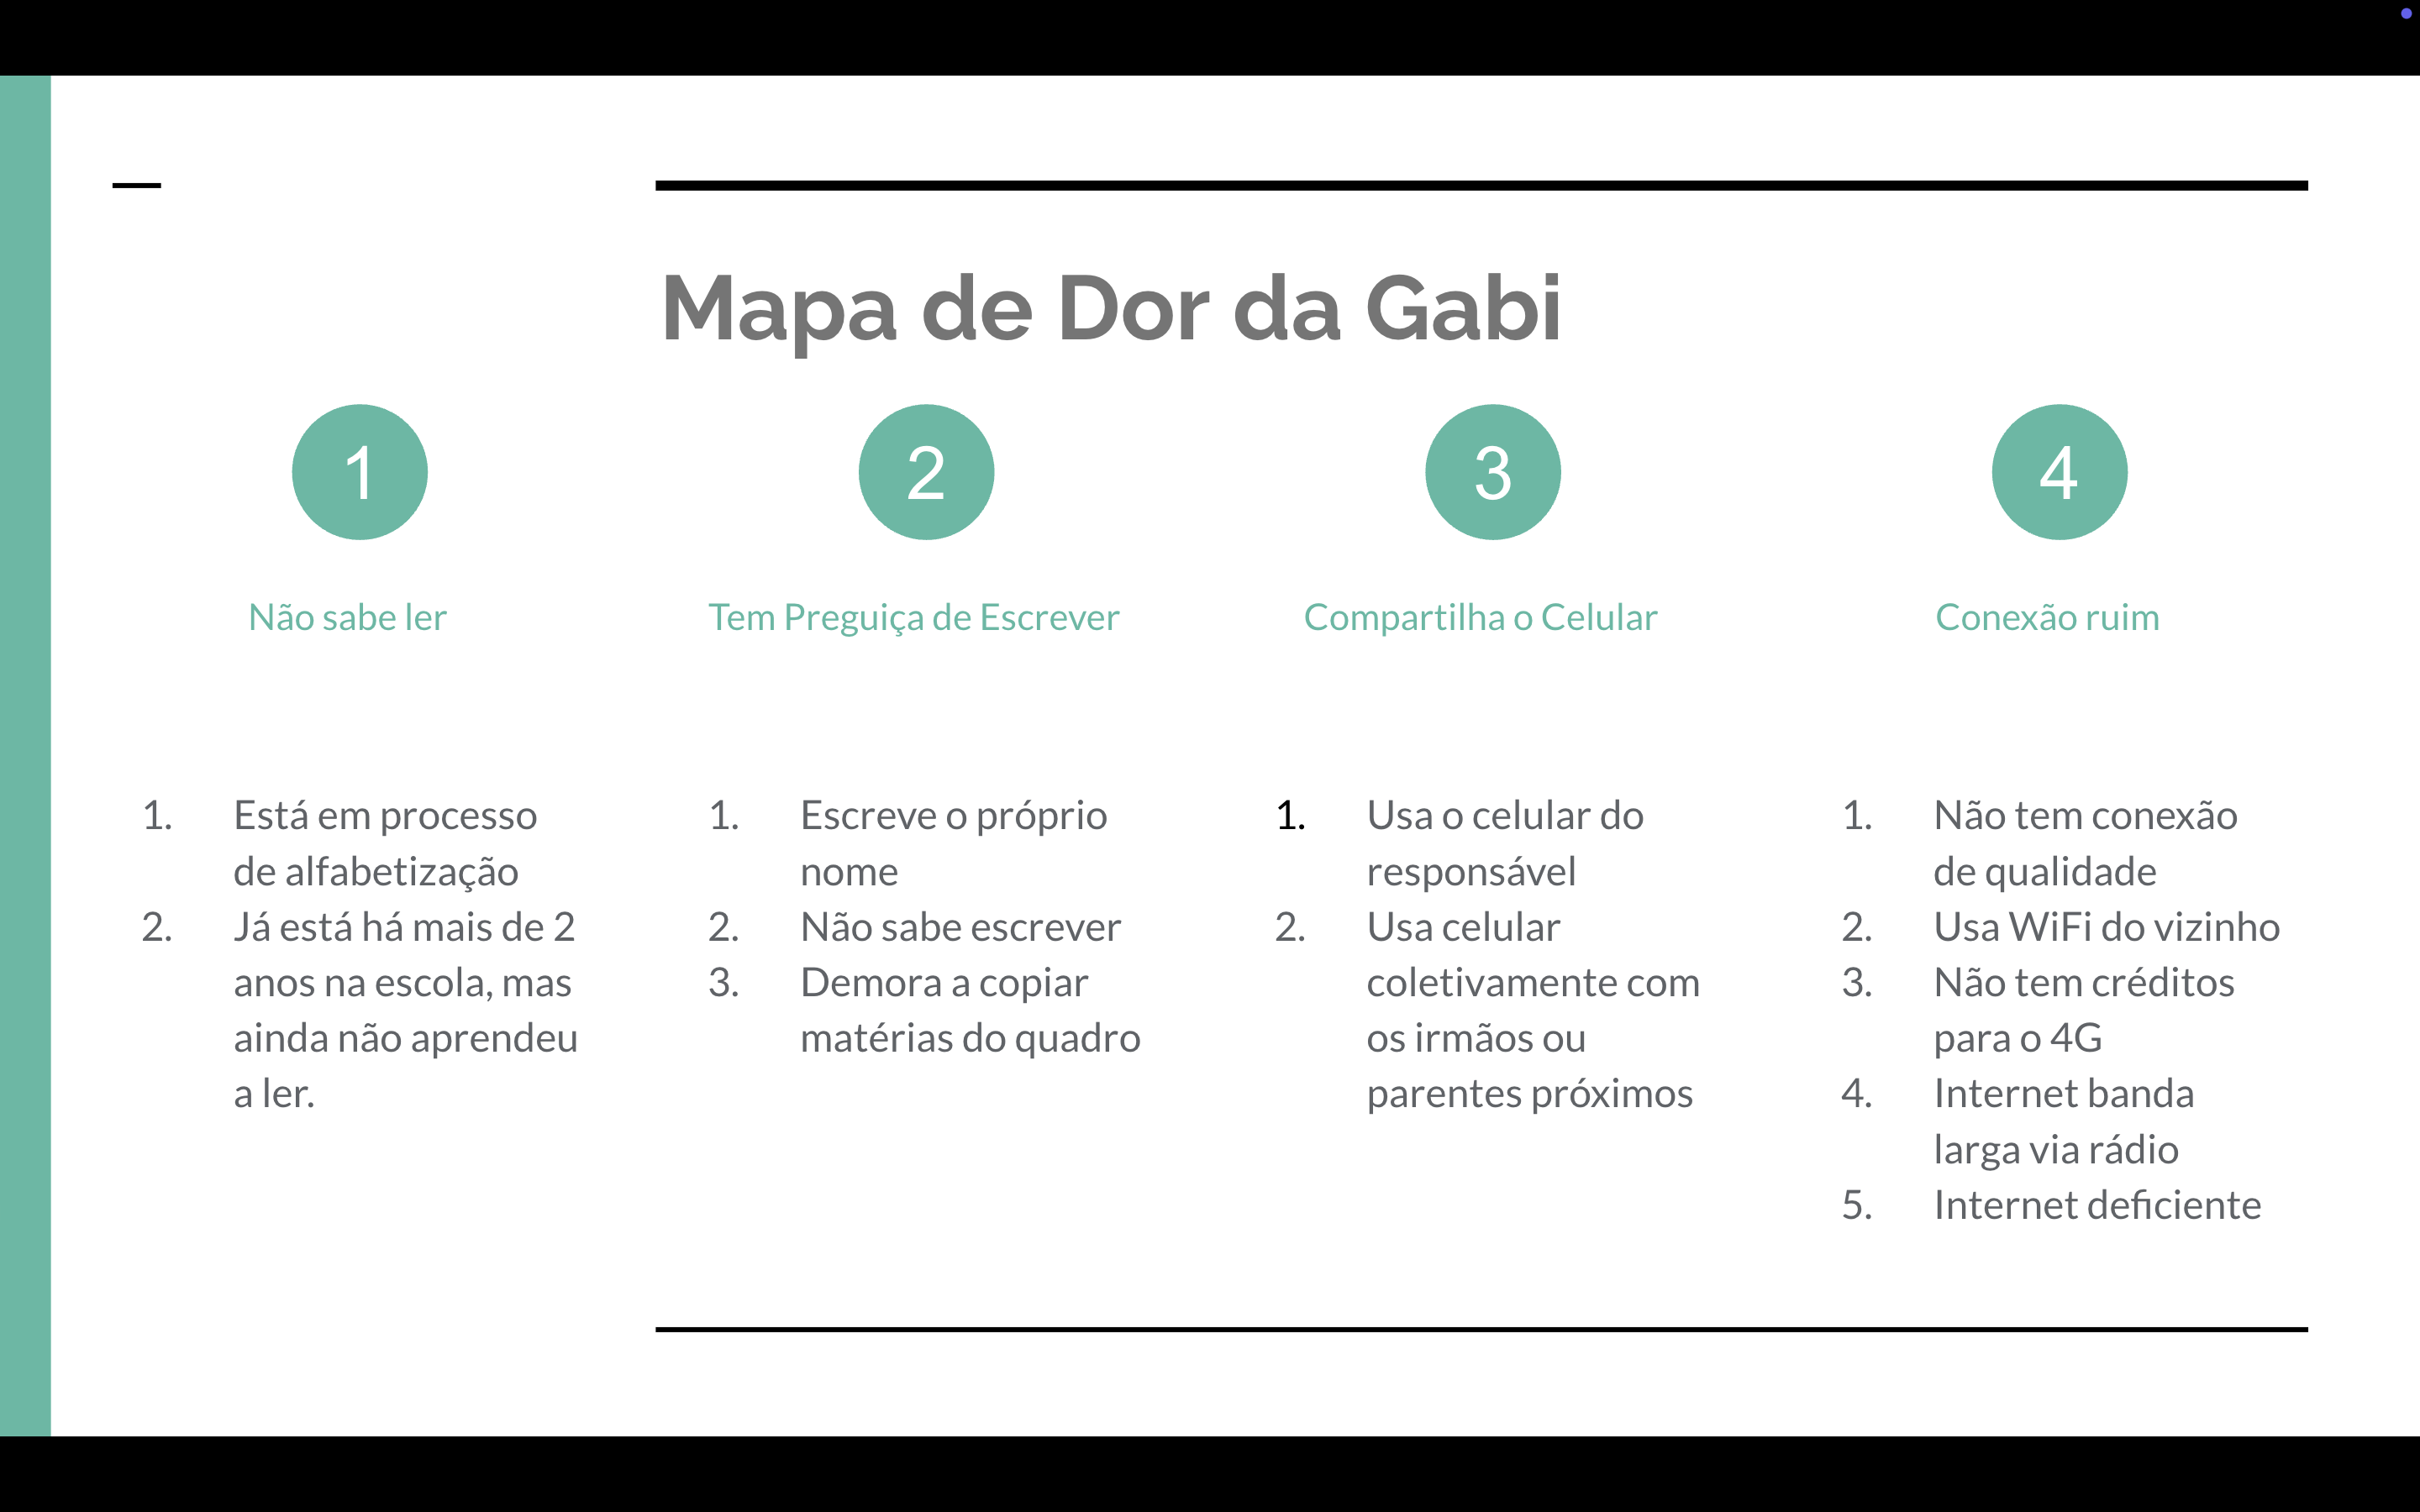 Mapa de Dor da Gabi
1
Não sabe ler
1. Está em processo
de alfabetização
2. Já está há mais de 2
anos na escola, mas
ainda não aprendeu
a ler.
2
Tem Preguiça de Escrever
1. Escreve o próprio
nome
2. Não sabe escrever
3. Demora a copiar
matérias do quadro
3
Compartilha o Celular
1. Usa o celular do
responsável
2. Usa celular
coletivamente com
os irmãos ou
parentes próximos
4
Conexão ruim
1. Não tem conexão
de qualidade
2. Usa WiFi do vizinho
3. Não tem créditos
para o 4G
4. Internet banda
larga via rádio
5. Internet deficiente